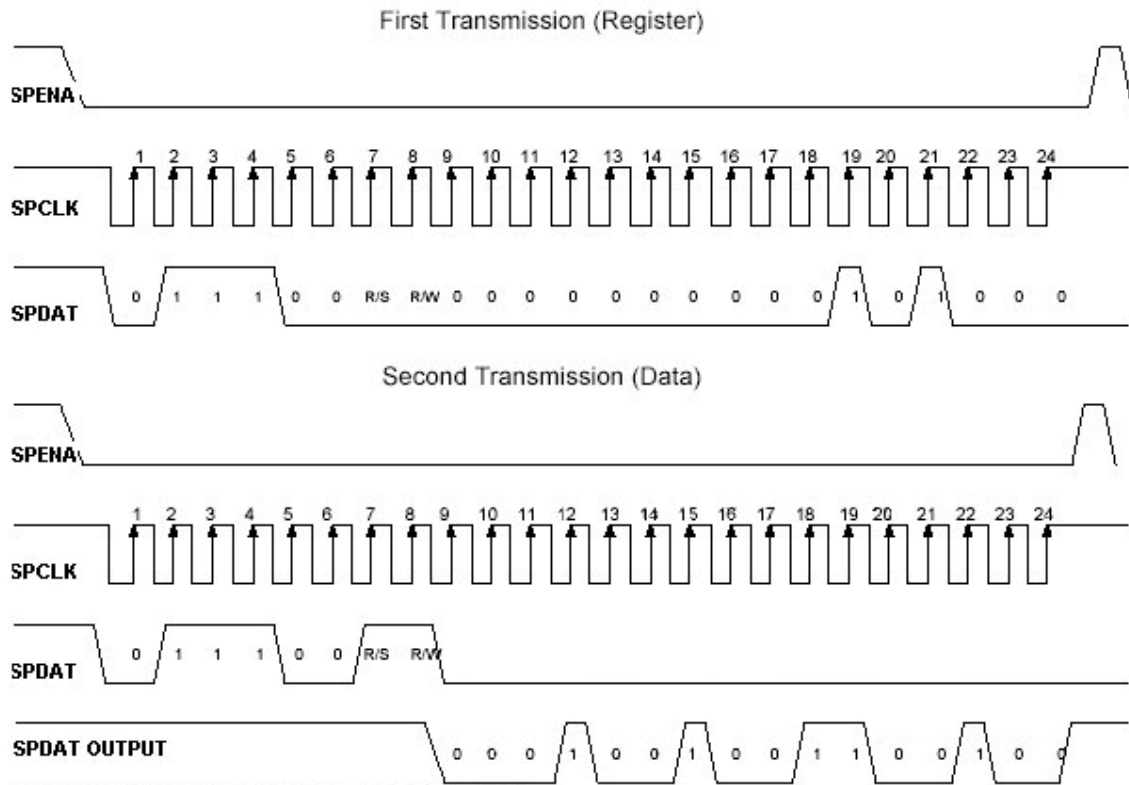 First Transmission (Register)
SPENA
1 2 3 4 5 6 7 8 9 10 11 12 13 14 15 16 17 18 19 20 21 22 23 24
SPCLK
SPDAT 0 1 1 1 0 0 R/S R/W 0 0 0 0 0 0 0 0 0 0 1 0 1 0 0 0
Second Transmission (Data)
SPENA
1 2 3 4 5 6 7 8 9 10 11 12 13 14 15 16 17 18 19 20 21 22 23 24
SPCLK
SPDAT 0 1 1 1 0 0 R/S R/W
SPDAT OUTPUT 0 0 0 1 0 0 1 0 0 1 1 0 0 1 0 0